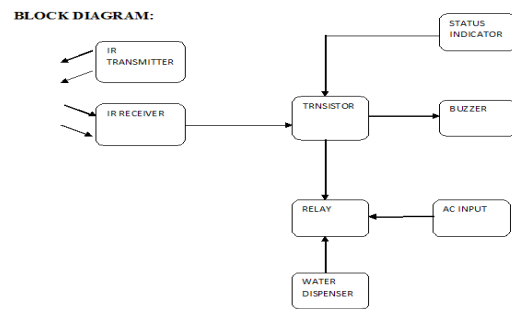 BLOCK DIAGRAM:
STATUS
INDICATOR
IR
TRANSMITTER
IR RECEIVER
TRNSISTOR
BUZZER
RELAY
AC INPUT
WATER
DISPENSER